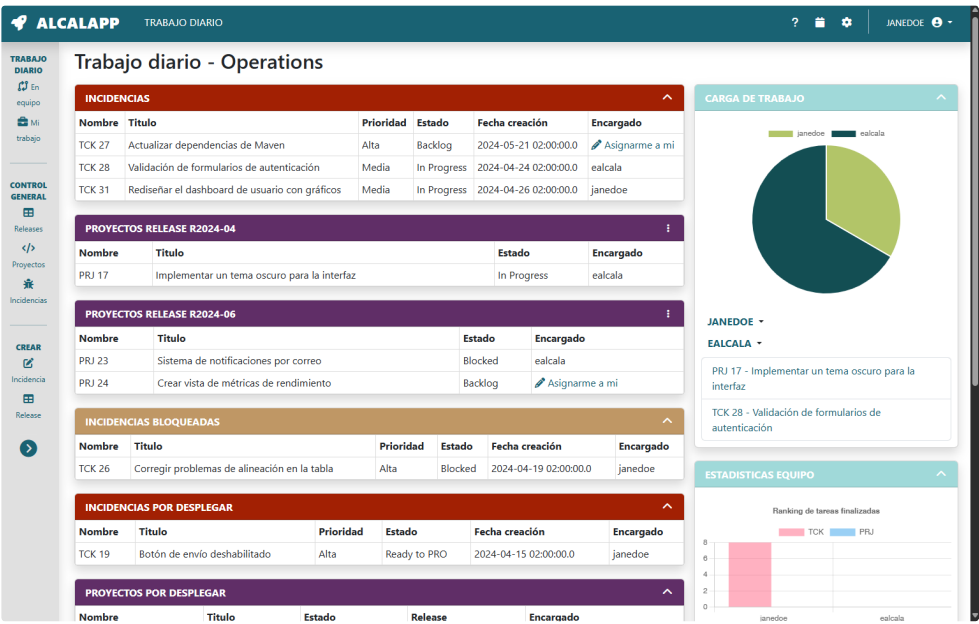 ALCALAPP TRABAJO DIARIO ? JANEDOE
TRABAJO
DIARIO
En
equipo
Mi
trabajo
CONTROL
GENERAL
Releases
</>
Proyectos
Incidencias
CREAR
Incidencia
Release
Trabajo diario - Operations
INCIDENCIAS
Nombre Titulo Prioridad Estado Fecha creación Encargado
TCK 27 Actualizar dependencias de Maven Alta Backlog 2024-05-21 02:00:00.0 Asignarme a mi
TCK 28 Validación de formularios de autenticación Media In Progress 2024-04-24 02:00:00.0 ealcala
TCK 31 Rediseñar el dashboard de usuario con gráficos Media In Progress 2024-04-26 02:00:00.0 janedoe
PROYECTOS RELEASE R2024-04
Nombre Titulo Estado Encargado
PRJ 17 Implementar un tema oscuro para la interfaz In Progress ealcala
PROYECTOS RELEASE R2024-06
Nombre Titulo Estado Encargado
PRJ 23 Sistema de notificaciones por correo Blocked ealcala
PRJ 24 Crear vista de métricas de rendimiento Backlog Asignarme a mi
INCIDENCIAS BLOQUEADAS
Nombre Titulo Prioridad Estado Fecha creación Encargado
TCK 26 Corregir problemas de alineación en la tabla Alta Blocked 2024-04-19 02:00:00.0 janedoe
INCIDENCIAS POR DESPLEGAR
Nombre Titulo Prioridad Estado Fecha creación Encargado
TCK 19 Botón de envío deshabilitado Alta Ready to PRO 2024-04-15 02:00:00.0 janedoe
PROYECTOS POR DESPLEGAR
Nombre Titulo Estado Release Encargado
CARGA DE TRABAJO
janedoe ealcala
JANEDOE
EALCALA
PRJ 17 - Implementar un tema oscuro para la
interfaz
TCK 28 - Validación de formularios de
autenticación
ESTADISTICAS EQUIPO
Ranking de tareas finalizadas
TCK PRJ
8
6
4
2
0
janedoe ealcala